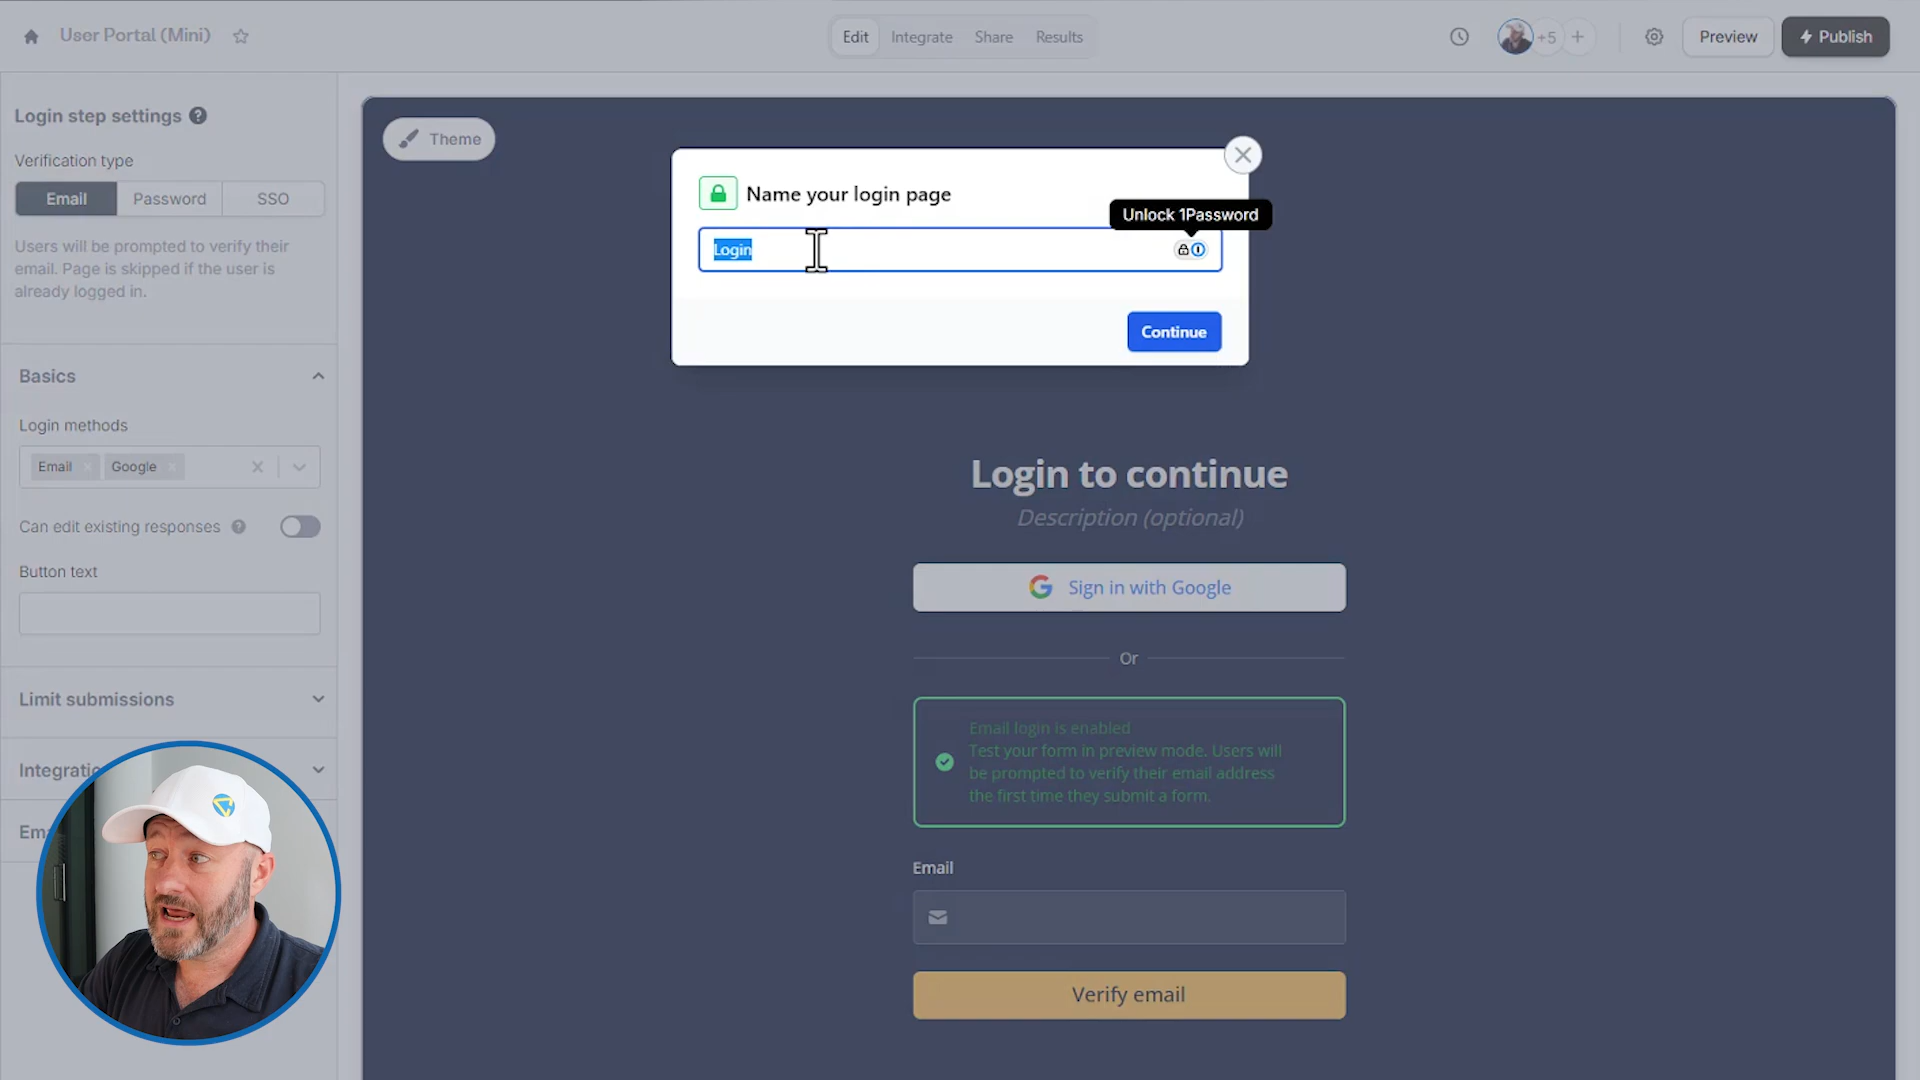 User Portal (Mini)
Edit
Integrate
Share
Results
+5
Preview
Publish
Login step settings
Verification type
Email
Password
SSO
Users will be prompted to verify their
email. Page is skipped if the user is
already logged in.
Basics
Login methods
Email
Google
Can edit existing responses
Button text
Limit submissions
Theme
Name your login page
Unlock 1Password
Login
Continue
Login to continue
Description (optional)
Sign in with Google
Or
Email login is enabled
Test your form in preview mode. Users will
be prompted to verify their email address
the first time they submit a form.
Email
Verify email